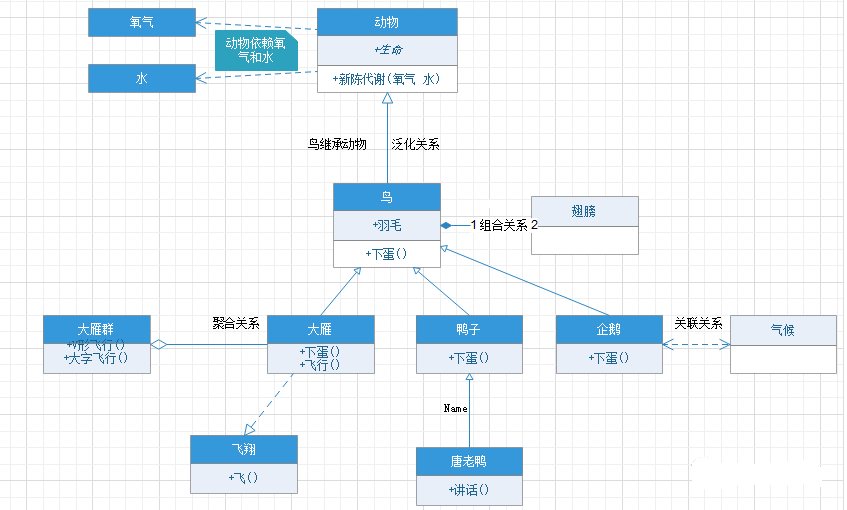 氧气
动物
+生命
+新陈代谢(氧气 水)
动物依赖氧
气和水
水
鸟继承动物
泛化关系
鸟
+羽毛
+下蛋()
1 组合关系 2
翅膀
大雁群
+V形飞行()
+大字飞行()
聚合关系
大雁
+下蛋()
+飞行()
鸭子
+下蛋()
企鹅
+下蛋()
关联关系
气候
Name
飞翔
+飞()
唐老鸭
+讲话()